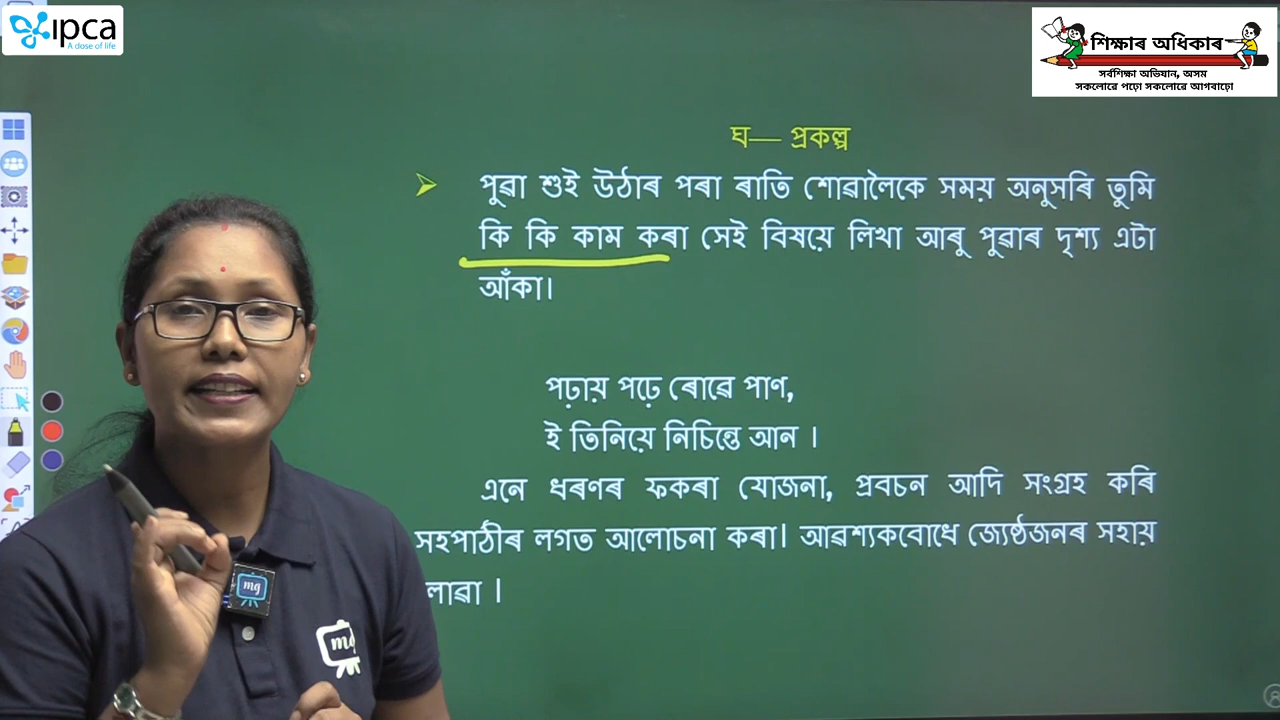 ipca
A dose of life
শিক্ষাৰ অধিকাৰ
সৰ্বশিক্ষা অভিযান, অসম
সকলোৱে পঢ়ো সকলোৱে আগবাঢ়ো
ঘ— প্ৰকল্প
পুৱা শুই উঠাৰ পৰা ৰাতি শোৱালৈকে সময় অনুসৰি তুমি
কি কি কাম কৰা সেই বিষয়ে লিখা আৰু পুৱাৰ দৃশ্য এটা
আঁকা।
পঢ়ায় পঢ়ে ৰোৱে পাণ,
ই তিনিয়ে নিচিন্তে আন ।
এনে ধৰণৰ ফকৰা যোজনা, প্ৰবচন আদি সংগ্ৰহ কৰি
সহপাঠীৰ লগত আলোচনা কৰা। আৱশ্যকবোধে জ্যেষ্ঠজনৰ সহায়
লোৱা ।
mg
mg